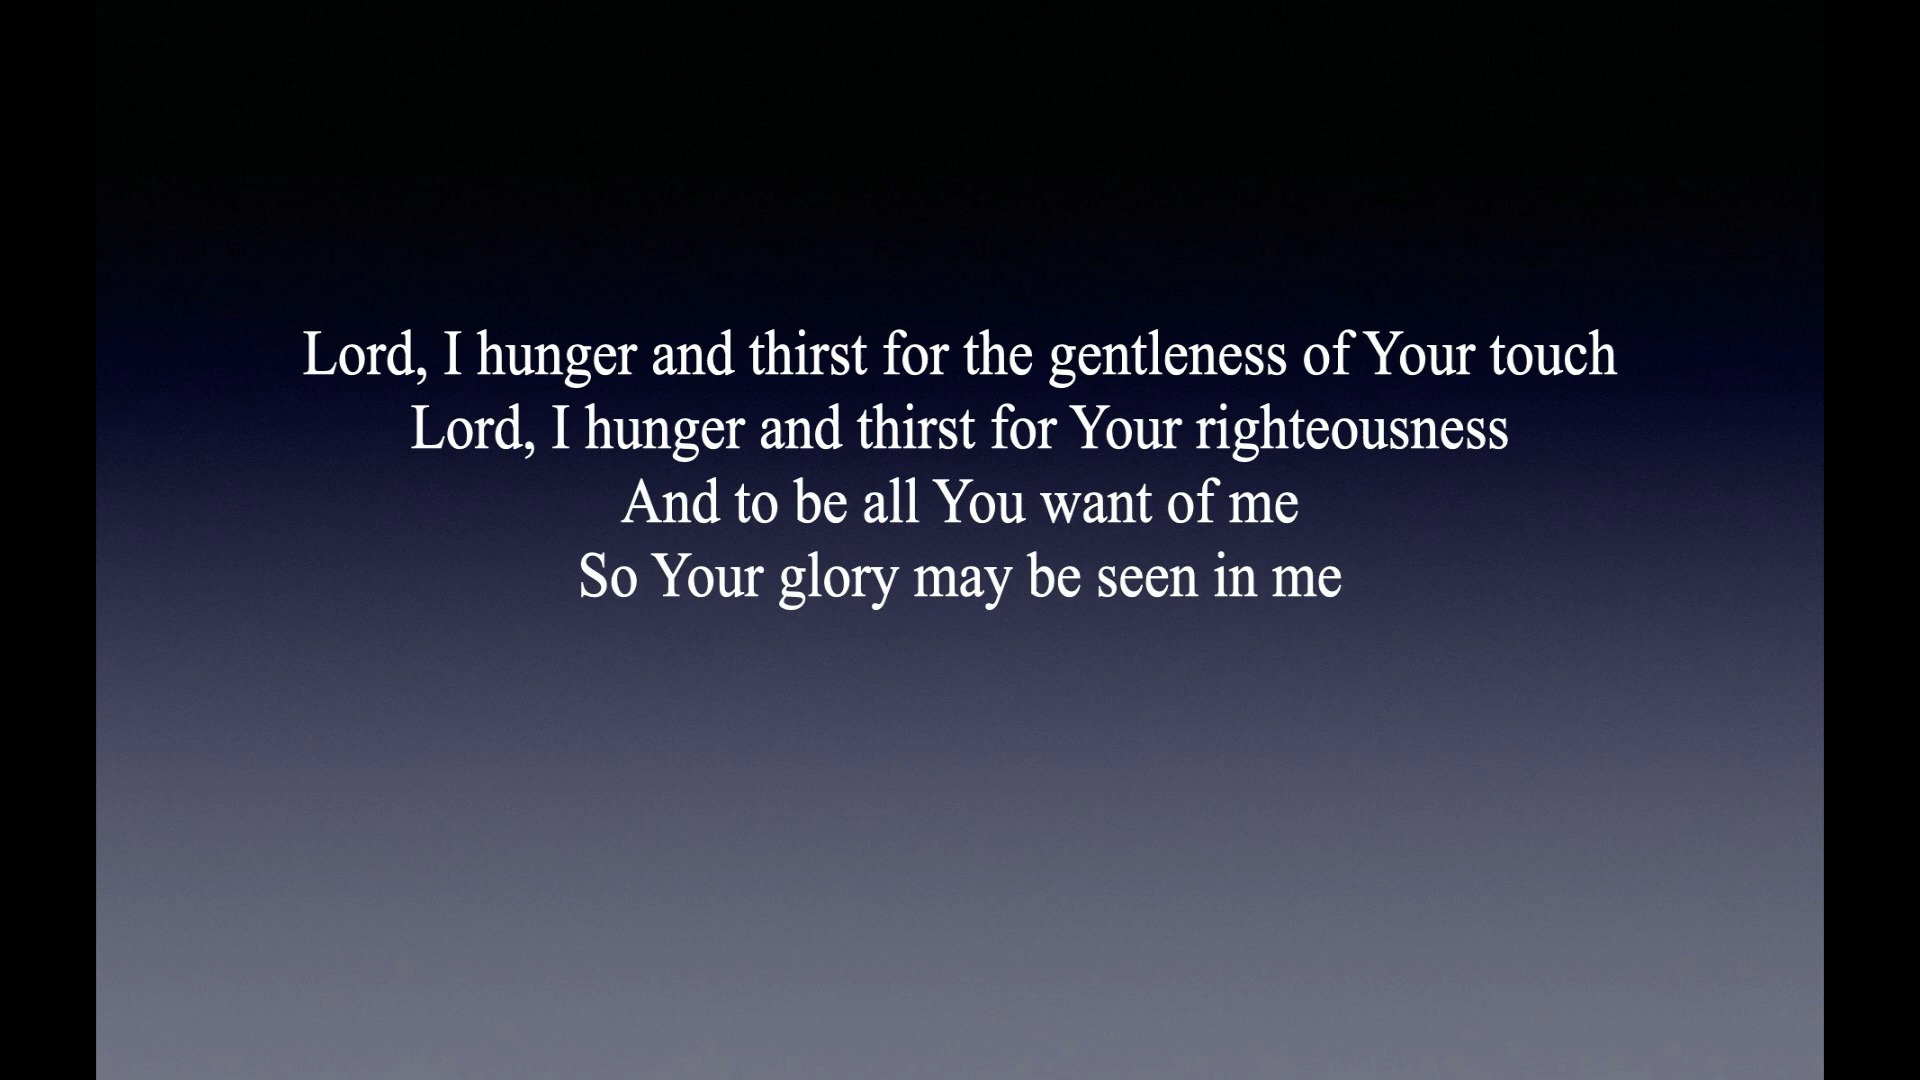 Lord, I hunger and thirst for the gentleness of Your touch
Lord, I hunger and thirst for Your righteousness
And to be all You want of me
So Your glory may be seen in me